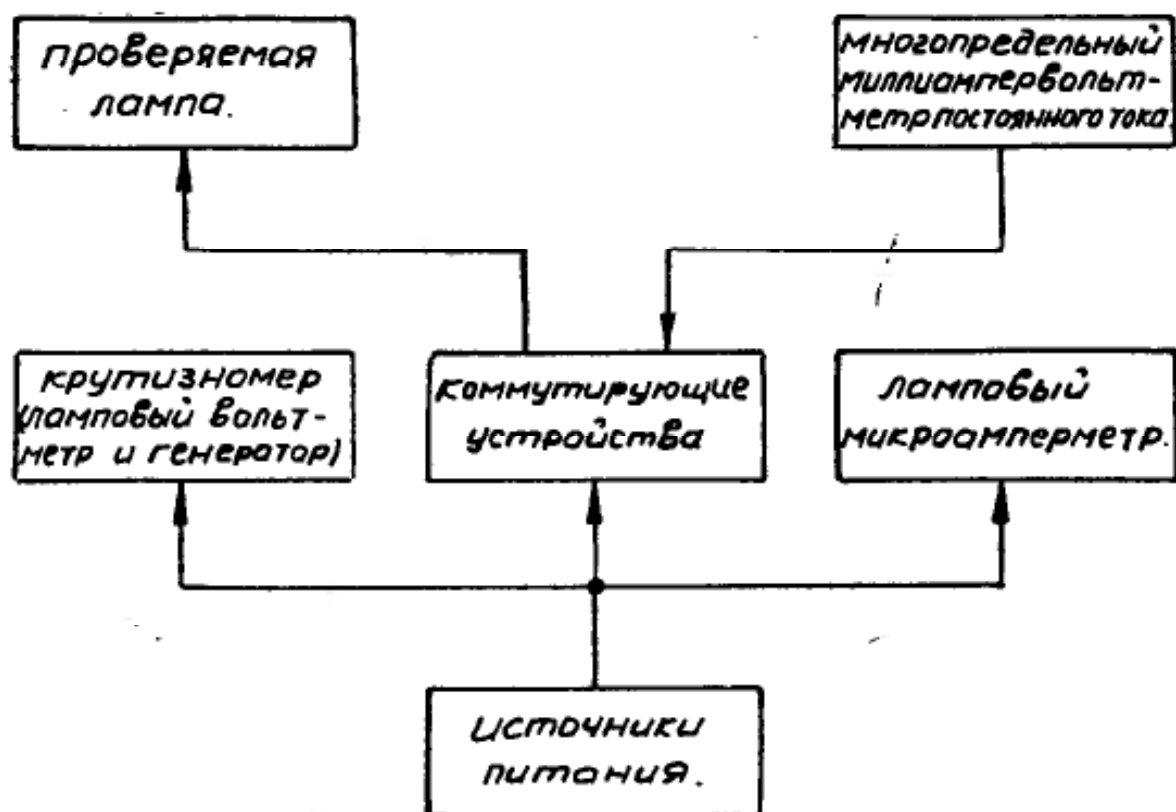 проверяемая
лампа.
многопредельный
миллиампервольт-
метр постоянного тока
крутизномер
(ламповый вольт-
метр и генератор)
коммутирующие
устройства
ламповый
микроамперметр.
источники
питания.